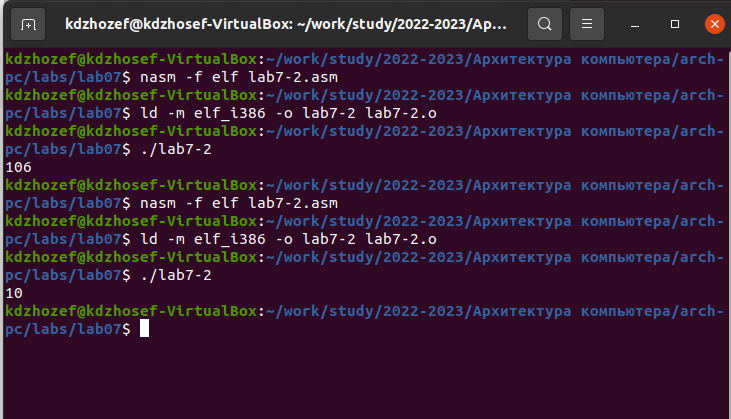 kdzhozef@kdzhosef-VirtualBox: ~/work/study/2022-2023/Ар...
kdzhozef@kdzhosef-VirtualBox:~/work/study/2022-2023/Архитектура компьютера/arch-
pc/labs/lab07$ nasm -f elf lab7-2.asm
kdzhozef@kdzhosef-VirtualBox:~/work/study/2022-2023/Архитектура компьютера/arch-
pc/labs/lab07$ ld -m elf_i386 -o lab7-2 lab7-2.o
kdzhozef@kdzhosef-VirtualBox:~/work/study/2022-2023/Архитектура компьютера/arch-
pc/labs/lab07$ ./lab7-2
106
kdzhozef@kdzhosef-VirtualBox:~/work/study/2022-2023/Архитектура компьютера/arch-
pc/labs/lab07$ nasm -f elf lab7-2.asm
kdzhozef@kdzhosef-VirtualBox:~/work/study/2022-2023/Архитектура компьютера/arch-
pc/labs/lab07$ ld -m elf_i386 -o lab7-2 lab7-2.o
kdzhozef@kdzhosef-VirtualBox:~/work/study/2022-2023/Архитектура компьютера/arch-
pc/labs/lab07$ ./lab7-2
10
kdzhozef@kdzhosef-VirtualBox:~/work/study/2022-2023/Архитектура компьютера/arch-
pc/labs/lab07$